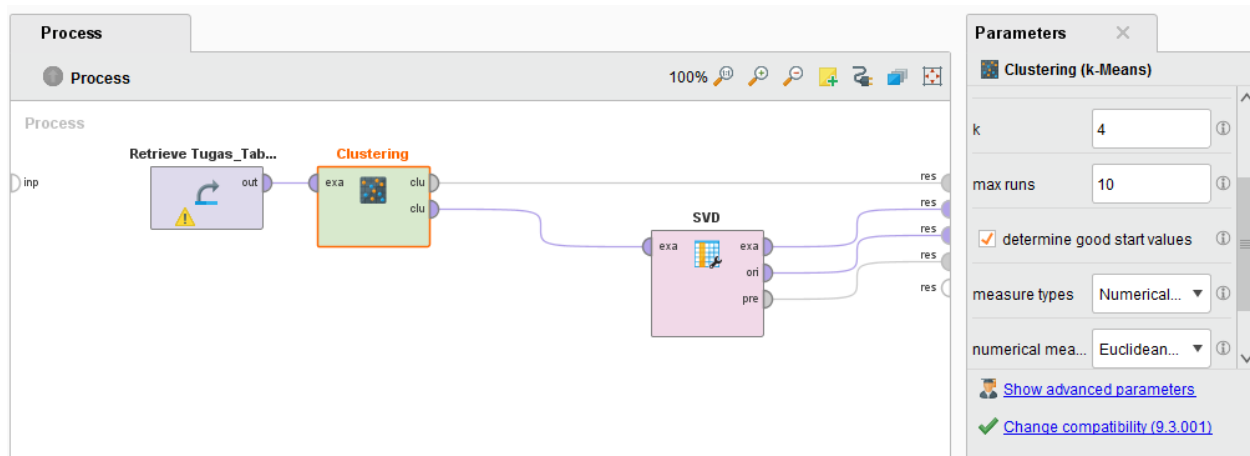 Process
Process
100%
Process
inp
Retrieve Tugas_Tab...
out
Clustering
exa
clu
clu
SVD
exa
exa
ori
pre
res
res
res
res
res
Parameters
Clustering (k-Means)
k
4
max runs
10
determine good start values
measure types
Numerical...
numerical mea...
Euclidean...
Show advanced parameters
Change compatibility (9.3.001)